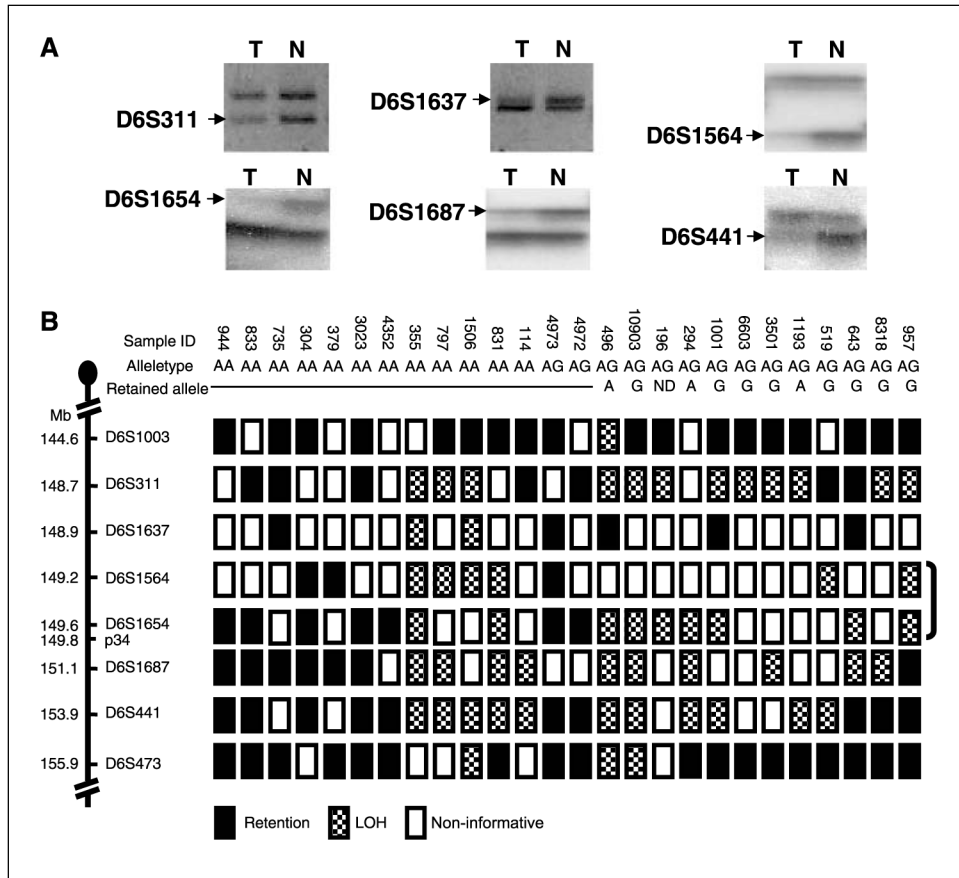 A
T N
D6S311
T N
D6S1637
T N
D6S1564
T N
D6S1654
T N
D6S1687
T N
D6S441
B
Sample ID 944 833 735 304 379 3023 4352 355 797 1506 831 114 4973 4972 496 10903 196 294 1001 6603 3501 1193 519 643 8318 957
Alleletype AA AA AA AA AA AA AA AA AA AA AA AA AG AG AG AG AG AG AG AG AG AG AG AG AG AG
Retained allele A G ND A G G G A G G G G
Mb
144.6 D6S1003
148.7 D6S311
148.9 D6S1637
149.2 D6S1564
149.6 D6S1654
149.8 p34
151.1 D6S1687
153.9 D6S441
155.9 D6S473
Retention LOH Non-informative